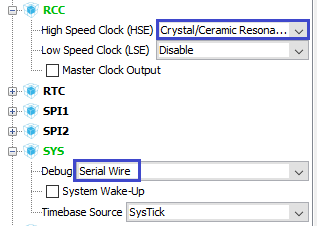 RCC
High Speed Clock (HSE) Crystal/Ceramic Resona...
Low Speed Clock (LSE) Disable
Master Clock Output
RTC
SPI1
SPI2
SYS
Debug Serial Wire
System Wake-Up
Timebase Source SysTick